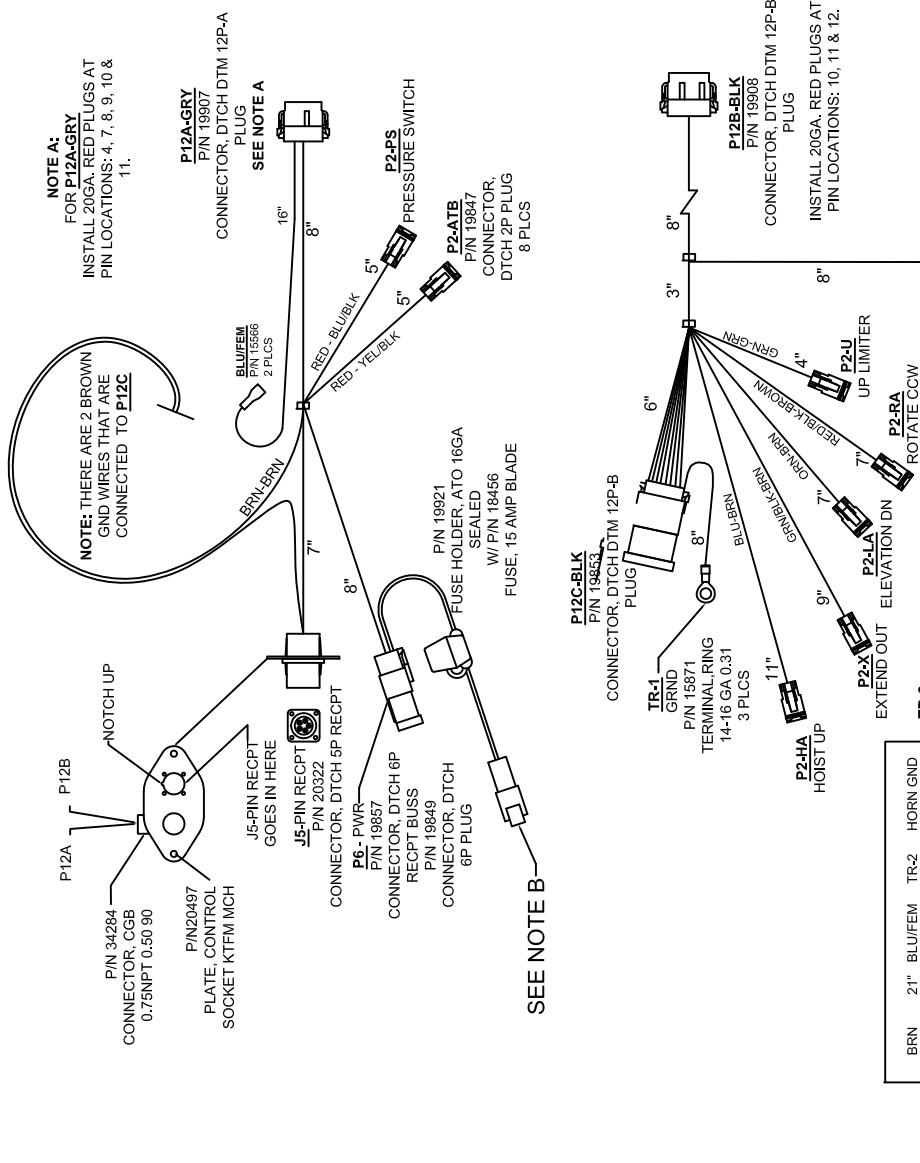 NOTE A:
FOR P12A-GRY
INSTALL 20GA. RED PLUGS AT
PIN LOCATIONS: 4, 7, 8, 9, 10 &
11.
P12A-GRY
P/N 19907
CONNECTOR, DTCH DTM 12P-A
PLUG
SEE NOTE A
NOTE: THERE ARE 2 BROWN
GND WIRES THAT ARE
CONNECTED TO P12C
BLU/FEM
P/N 15566
2 PLCS
16"
8"
P2-PS
PRESSURE SWITCH
5"
RED - BLU/BLK
P2-ATB
P/N 19847
CONNECTOR,
DTCH 2P PLUG
8 PLCS
5"
RED - YEL/BLK
BRN-BRN
7"
8"
P/N 19921
FUSE HOLDER, ATO 16GA
SEALED
W/ P/N 18456
FUSE, 15 AMP BLADE
P12A
P12B
NOTCH UP
P/N 34284
CONNECTOR, CGB
0.75NPT 0.50 90
P/N20497
PLATE, CONTROL
SOCKET KTFM MCH
J5-PIN RECPT
GOES IN HERE
J5-PIN RECPT
P/N 20322
CONNECTOR, DTCH 5P RECPT
P6 - PWR
P/N 19857
CONNECTOR, DTCH 6P
RECPT BUSS
P/N 19849
CONNECTOR, DTCH
6P PLUG
SEE NOTE B
P12B-BLK
P/N 19908
CONNECTOR, DTCH DTM 12P-B
PLUG
INSTALL 20GA. RED PLUGS AT
PIN LOCATIONS: 10, 11 & 12.
8"
3"
8"
6"
P12C-BLK
P/N 19853
CONNECTOR, DTCH DTM 12P-B
PLUG
8"
TR-1
GRND
P/N 15871
TERMINAL,RING
14-16 GA 0.31
3 PLCS
GRN-GRN
4"
P2-U
UP LIMITER
RED/BLK-BROWN
7"
P2-RA
ROTATE CCW
ORN-BRN
7"
P2-LA
ELEVATION DN
GRN/BLK-BRN
9"
P2-X
EXTEND OUT
BLU-BRN
11"
P2-HA
HOIST UP
BRN 21" BLU/FEM TR-2 HORN GND